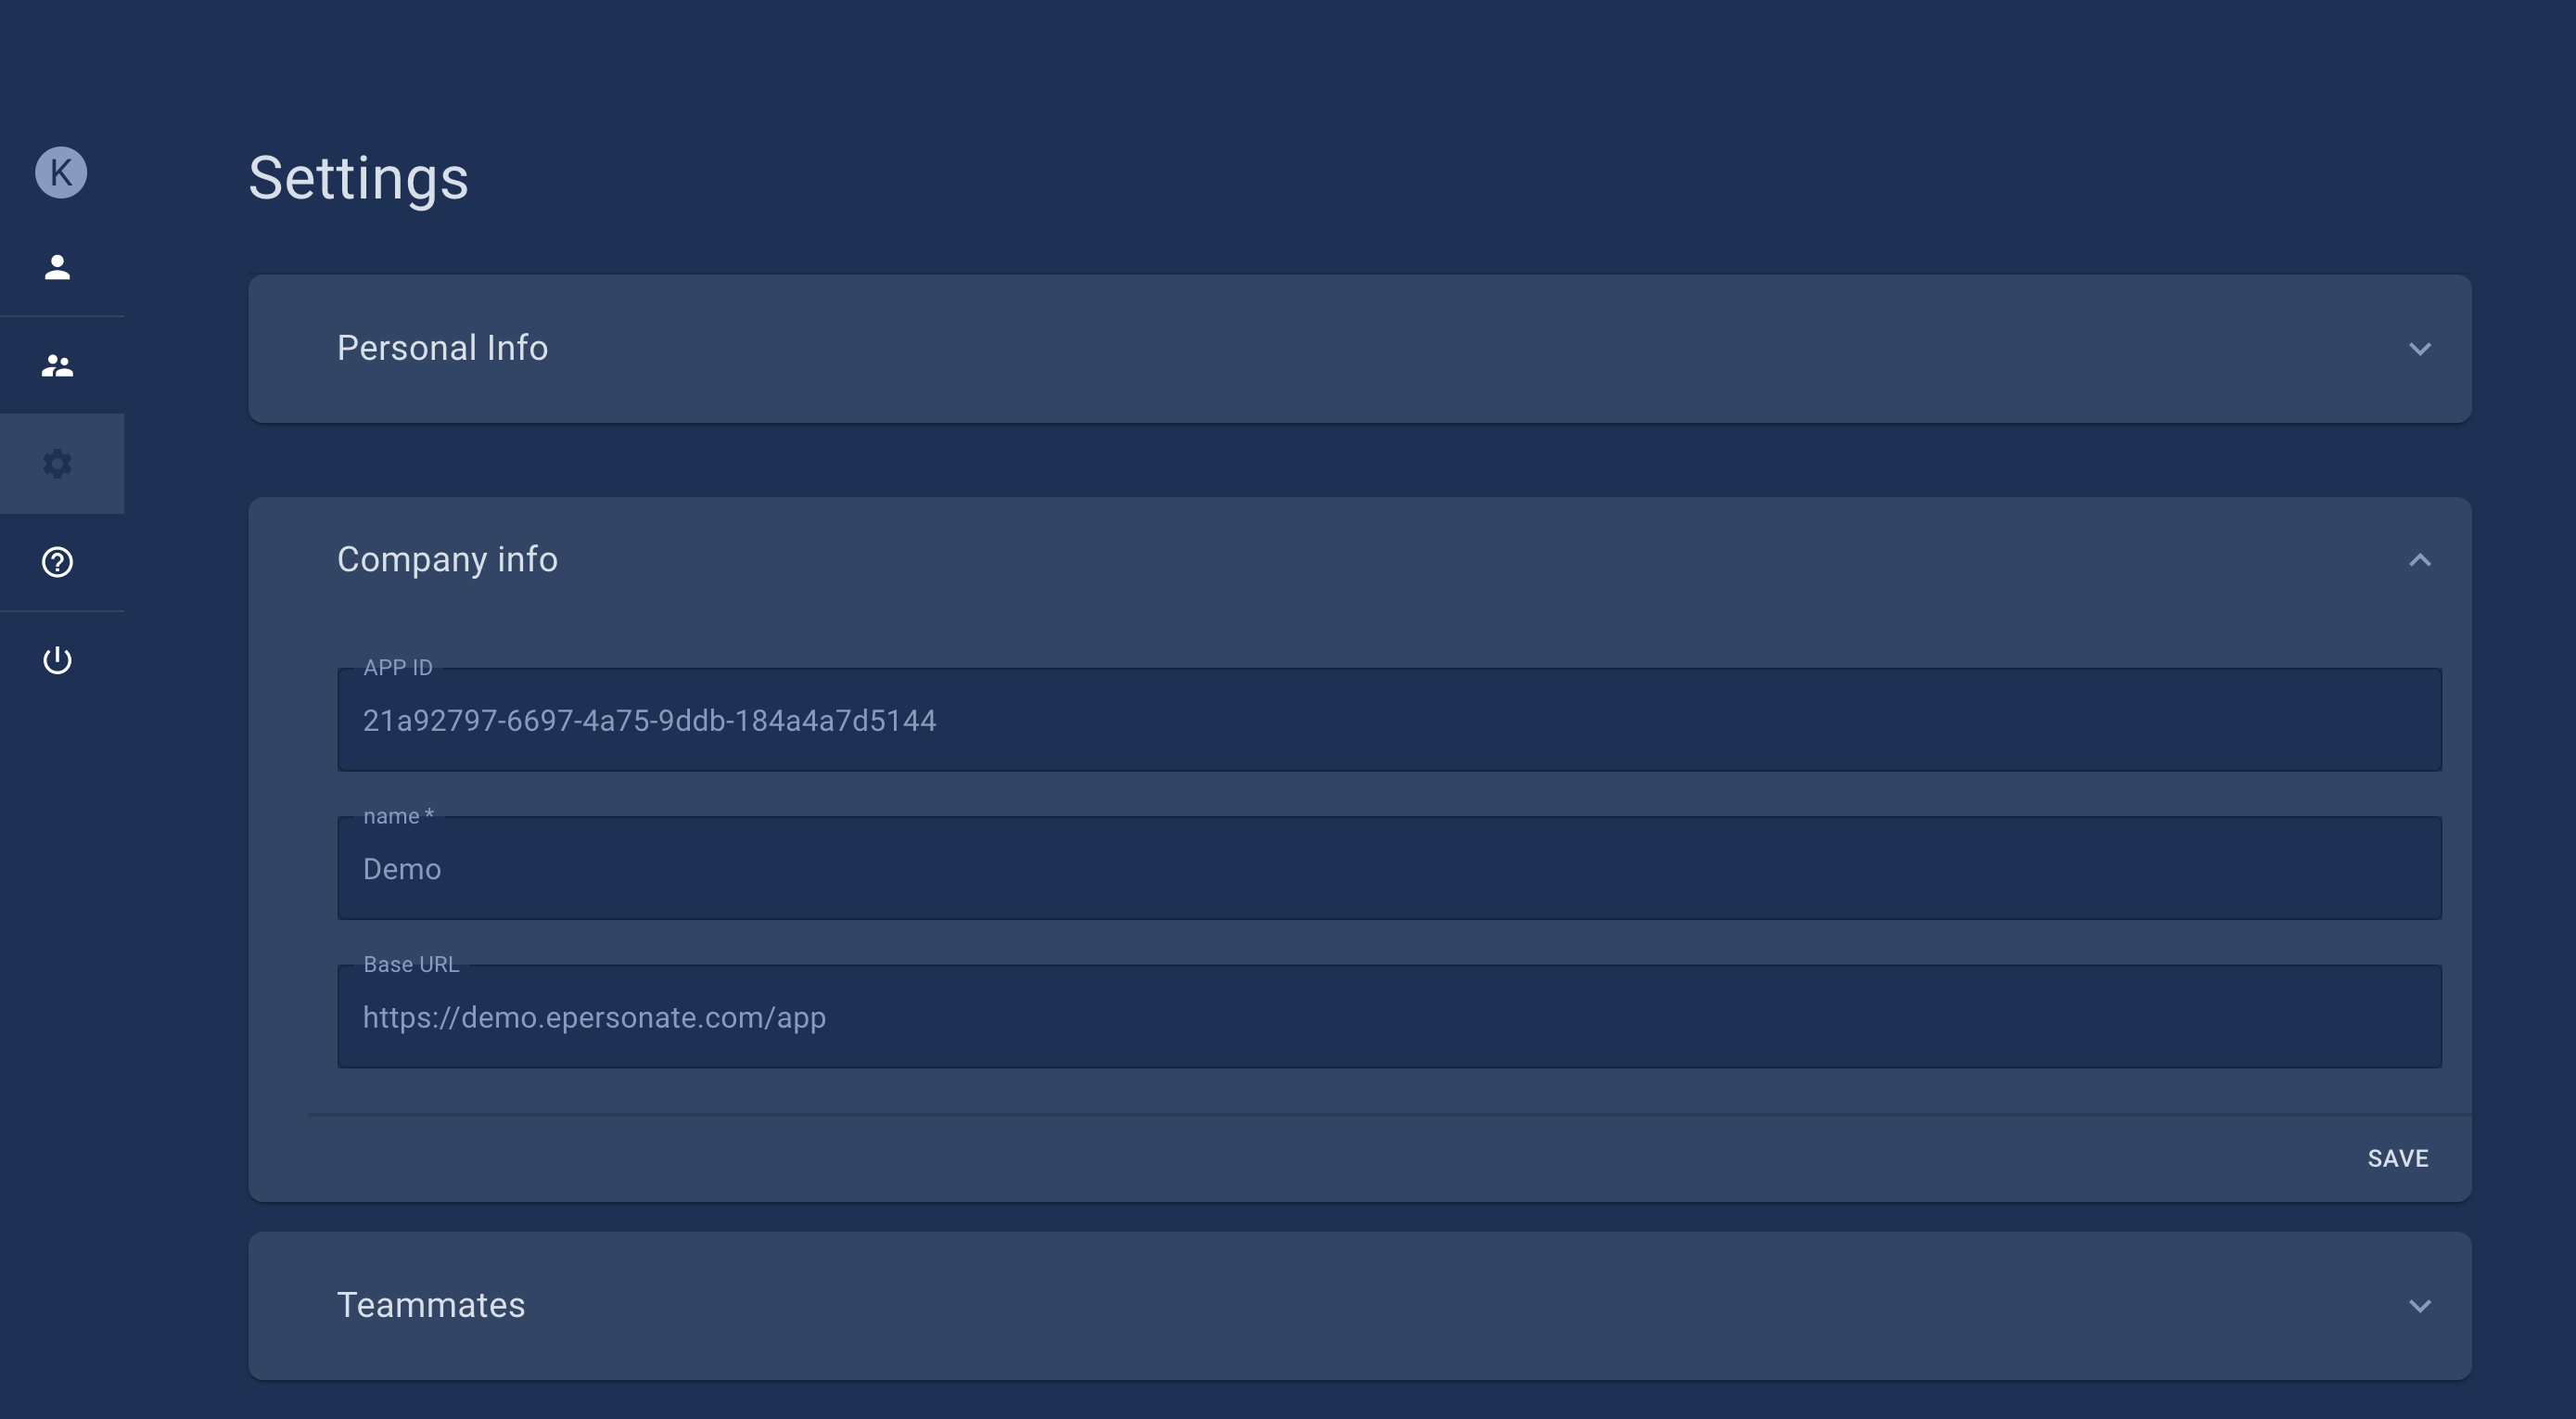 K
Settings
Personal Info
Company info
APP ID
21a92797-6697-4a75-9ddb-184a4a7d5144
name *
Demo
Base URL
https://demo.epersonate.com/app
SAVE
Teammates